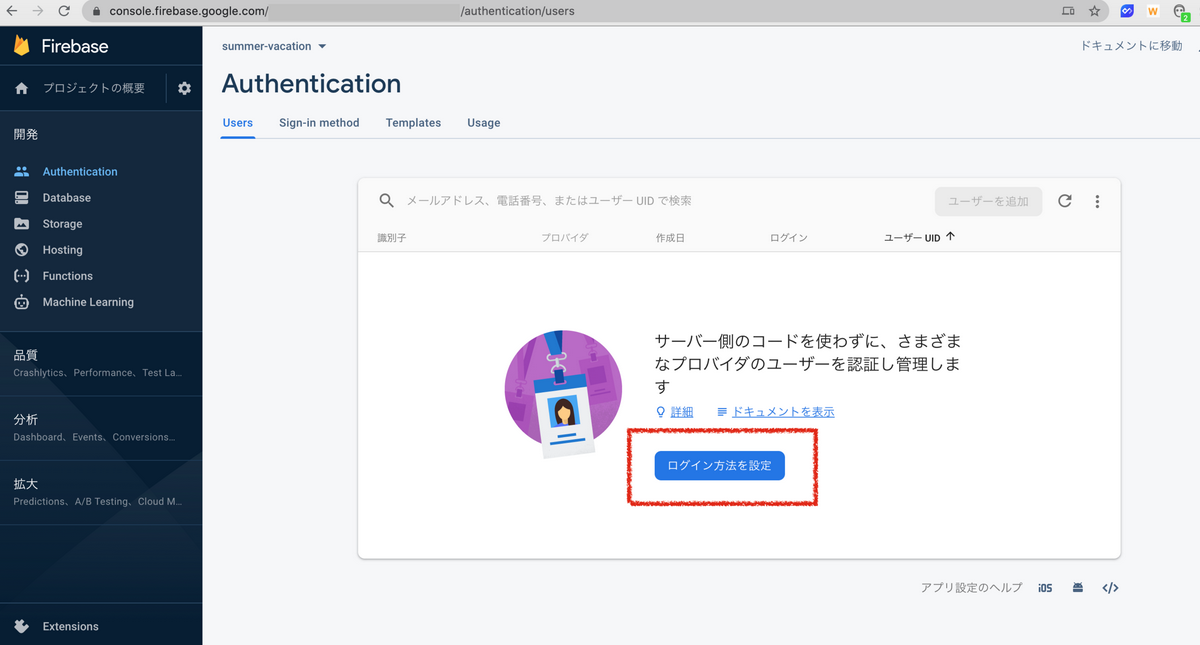 console.firebase.google.com/ /authentication/users
2
Firebase
summer-vacation
ドキュメントに移動
プロジェクトの概要
Authentication
Users Sign-in method Templates Usage
開発
Authentication
Database
Storage
Hosting
Functions
Machine Learning
品質
Crashlytics、Performance、Test La...
分析
Dashboard、Events、Conversions...
拡大
Predictions、A/B Testing、Cloud M...
Extensions
メールアドレス、電話番号、またはユーザー UID で検索
ユーザーを追加
識別子 プロバイダ 作成日 ログイン ユーザー UID
サーバー側のコードを使わずに、さまざま
なプロバイダのユーザーを認証し管理しま
す
詳細 ドキュメントを表示
ログイン方法を設定
アプリ設定のヘルプ iOS